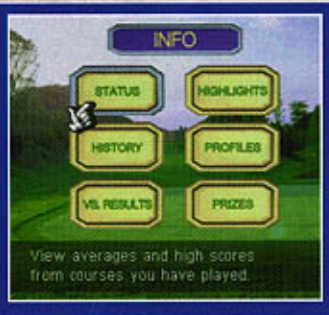 INFO
STATUS HIGHLIGHTS
HISTORY PROFILES
VS. RESULTS PRIZES
View averages and high scores
from courses you have played.